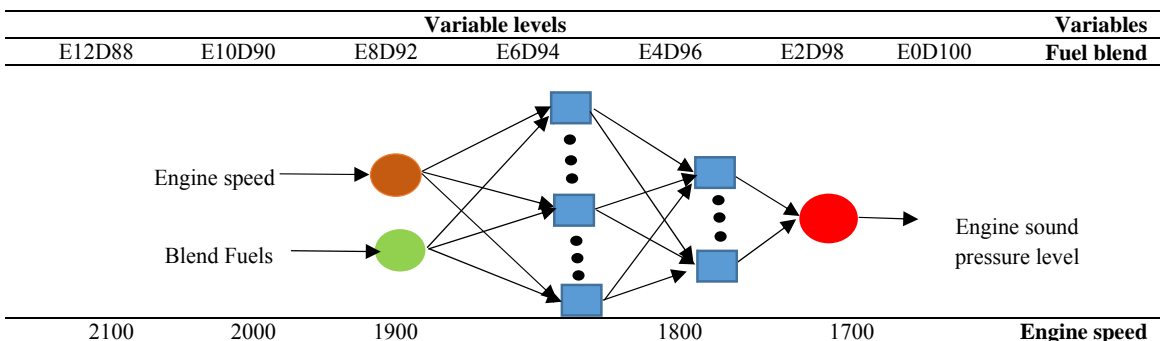 Variable levels Variables
E12D88 E10D90 E8D92 E6D94 E4D96 E2D98 E0D100 Fuel blend
Engine speed
Blend Fuels
Engine sound
pressure level
2100 2000 1900 1800 1700 Engine speed